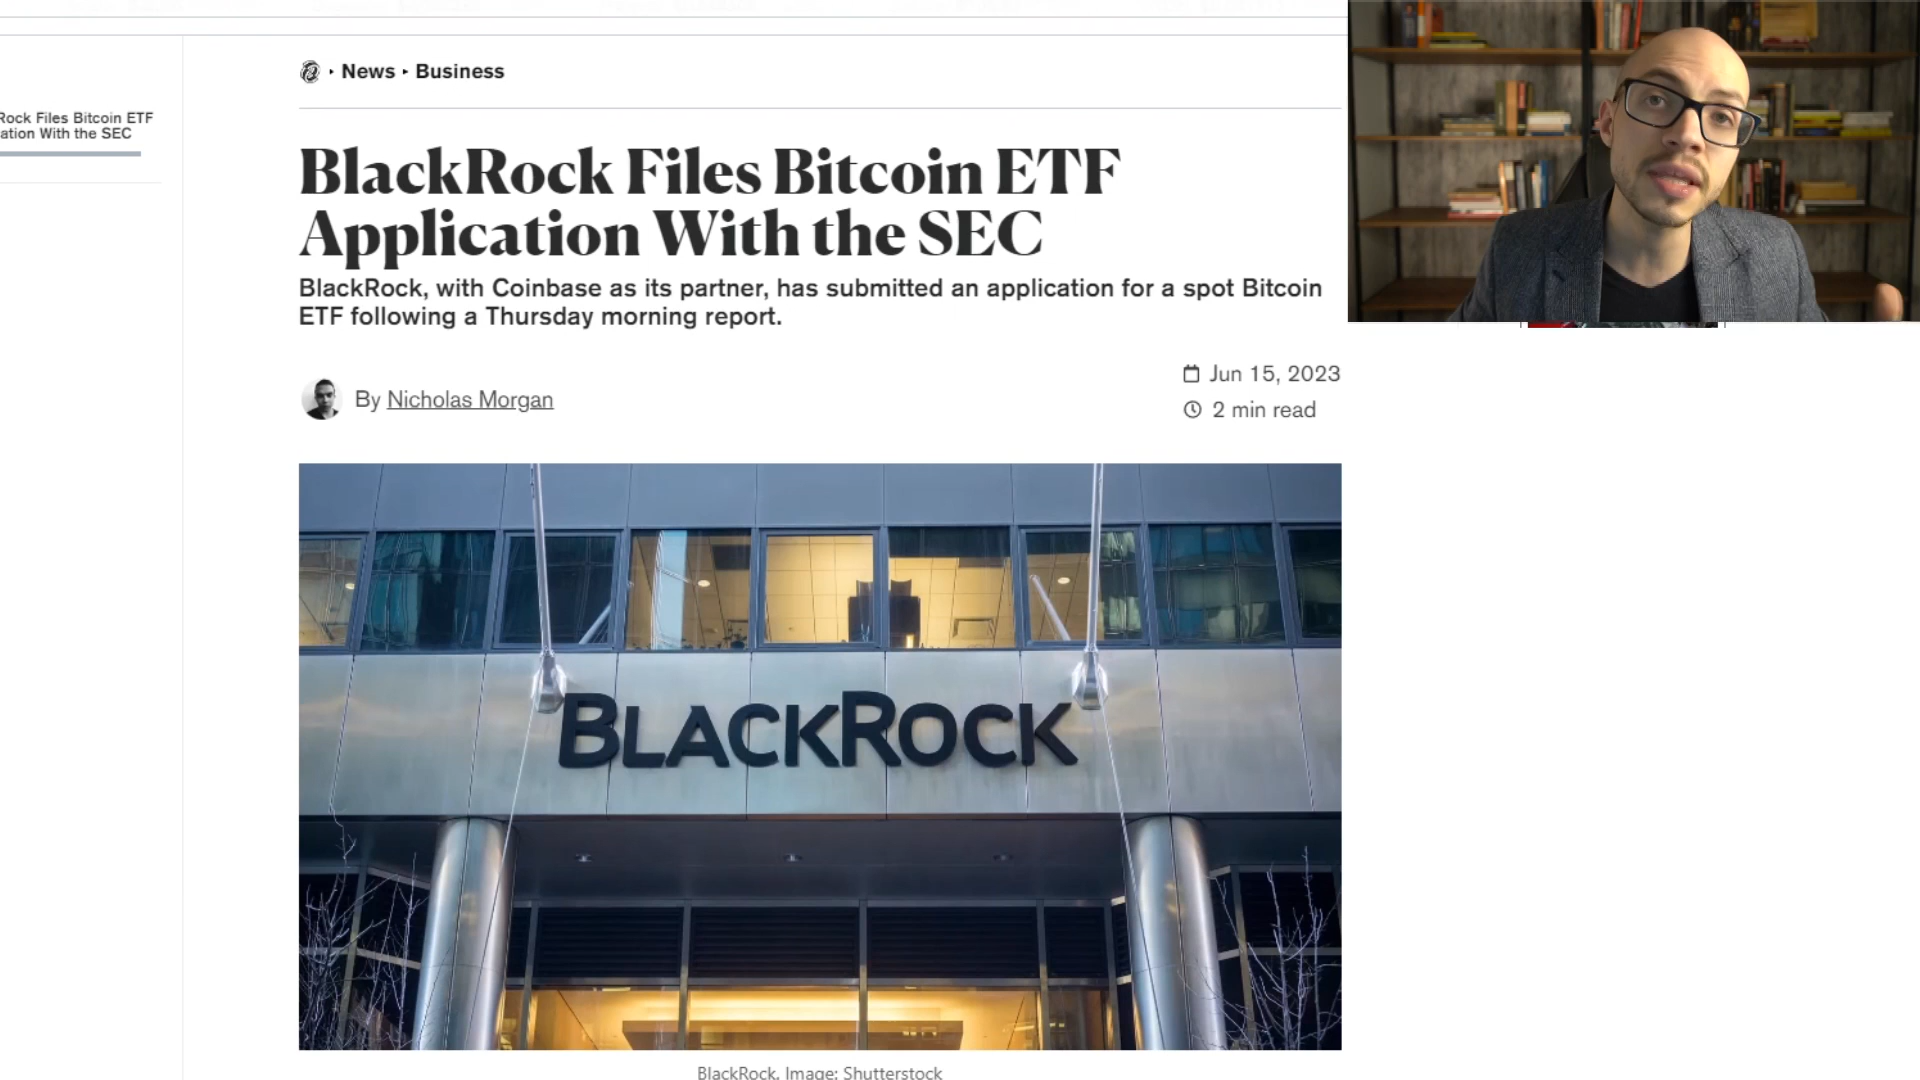 News ‣ Business
Rock Files Bitcoin ETF
ation With the SEC
BlackRock Files Bitcoin ETF
Application With the SEC
BlackRock, with Coinbase as its partner, has submitted an application for a spot Bitcoin
ETF following a Thursday morning report.
By Nicholas Morgan
Jun 15, 2023
2 min read
BLACKROCK
BlackRock. Image: Shutterstock